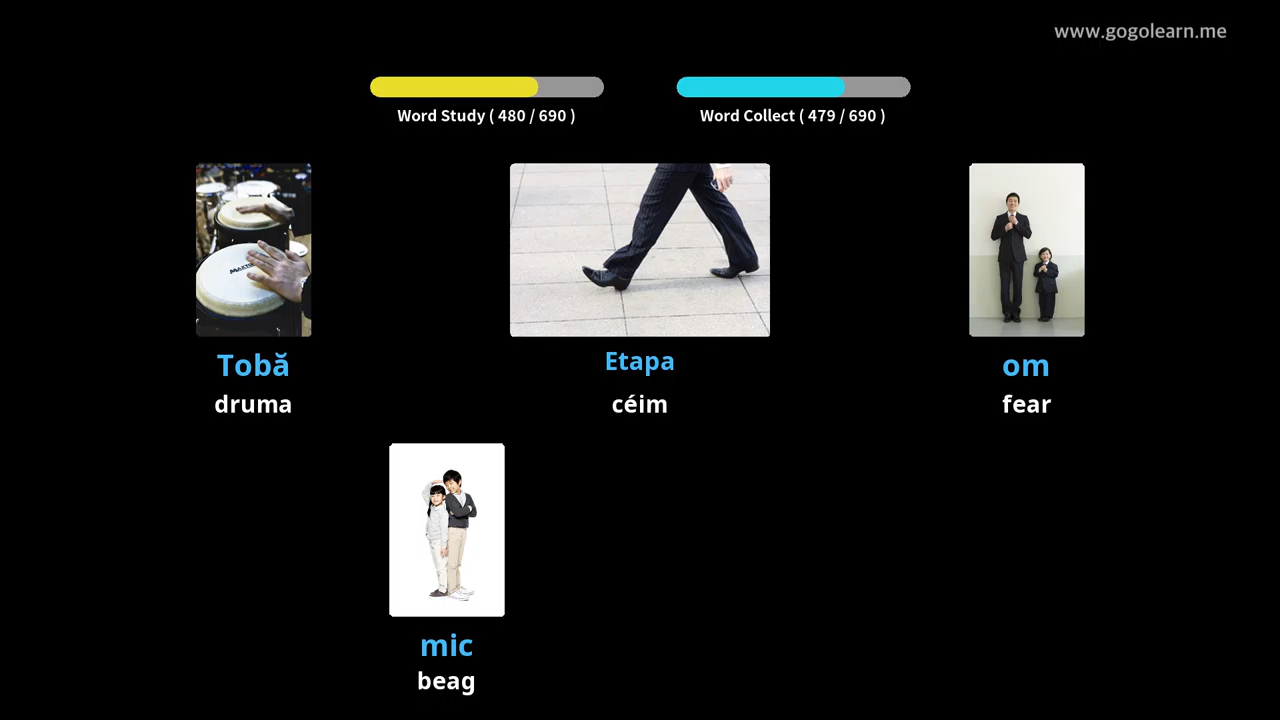 www.gogolearn.me
Word Study ( 480 / 690 )
Word Collect ( 479 / 690 )
Tobă
Etapa
om
druma
céim
fear
mic
beag